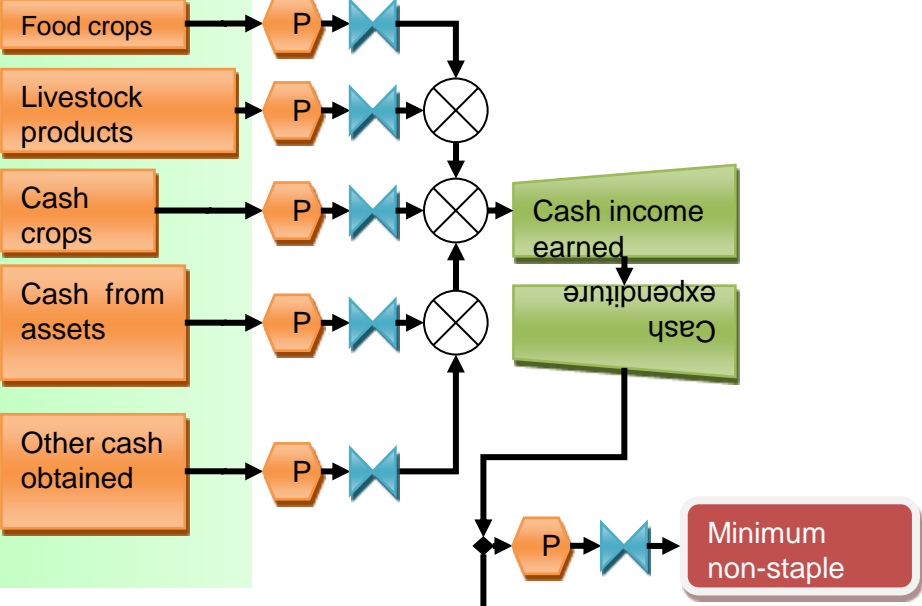 Food crops
P
Livestock
products
P
Cash
crops
P
Cash income
earned
Cash
expenditure
Cash from
assets
P
Other cash
obtained
P
P
Minimum
non-staple